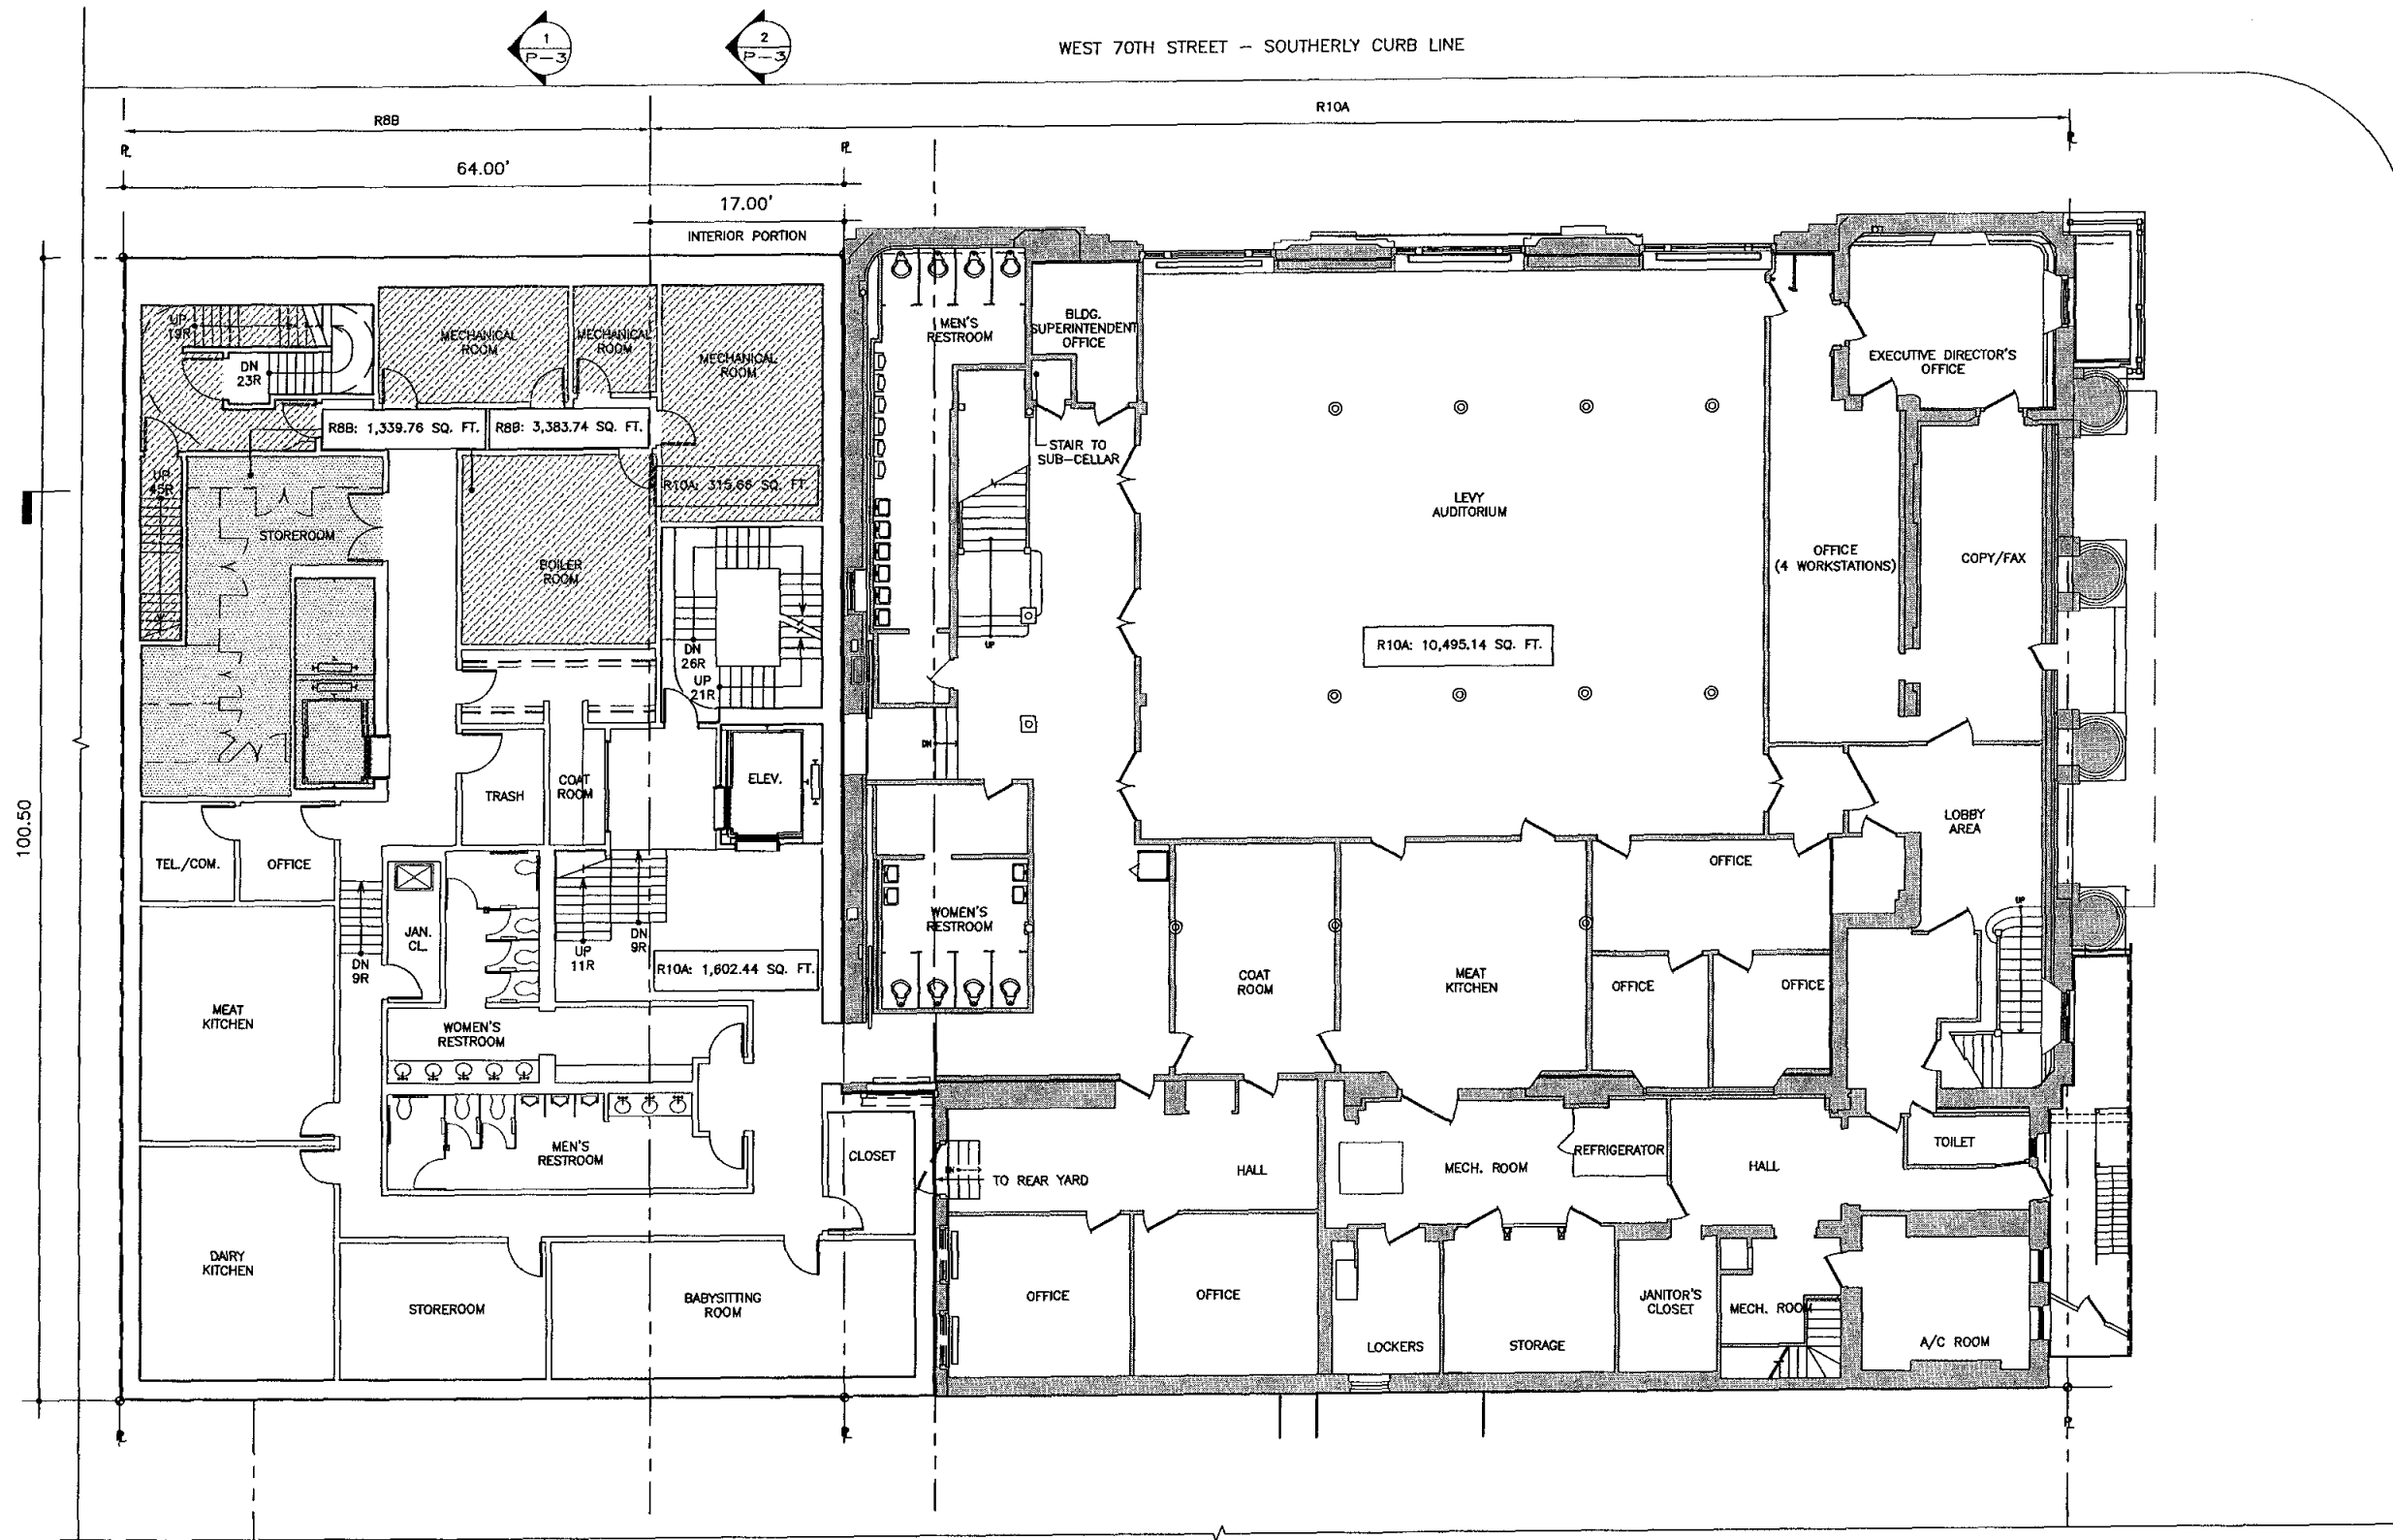 1
P-3
2
P-3
WEST 70TH STREET - SOUTHERLY CURB LINE
R8B
R10A
64.00'
17.00'
INTERIOR PORTION
UP
19R
DN
23R
MECHANICAL
ROOM
MECHANICAL
ROOM
MECHANICAL
ROOM
R8B: 1,339.76 SQ. FT.
R8B: 3,383.74 SQ. FT.
R10A: 315.66 SQ. FT.
UP
45R
STOREROOM
BOILER
ROOM
DN
26R
UP
21R
TRASH
COAT
ROOM
ELEV.
TEL./COM.
OFFICE
JAN.
CL.
DN
9R
UP
11R
DN
9R
R10A: 1,602.44 SQ. FT.
MEAT
KITCHEN
WOMEN'S
RESTROOM
MEN'S
RESTROOM
CLOSET
DAIRY
KITCHEN
STOREROOM
BABYSITTING
ROOM
100.50
MEN'S
RESTROOM
BLDG.
SUPERINTENDENT
OFFICE
STAIR TO
SUB-CELLAR
UP
DN
WOMEN'S
RESTROOM
LEVY
AUDITORIUM
R10A: 10,495.14 SQ. FT.
EXECUTIVE DIRECTOR'S
OFFICE
OFFICE
(4 WORKSTATIONS)
COPY/FAX
LOBBY
AREA
UP
COAT
ROOM
MEAT
KITCHEN
OFFICE
OFFICE
OFFICE
DN
TO REAR YARD
HALL
MECH. ROOM
REFRIGERATOR
HALL
TOILET
OFFICE
OFFICE
LOCKERS
STORAGE
JANITOR'S
CLOSET
MECH. ROOM
A/C ROOM